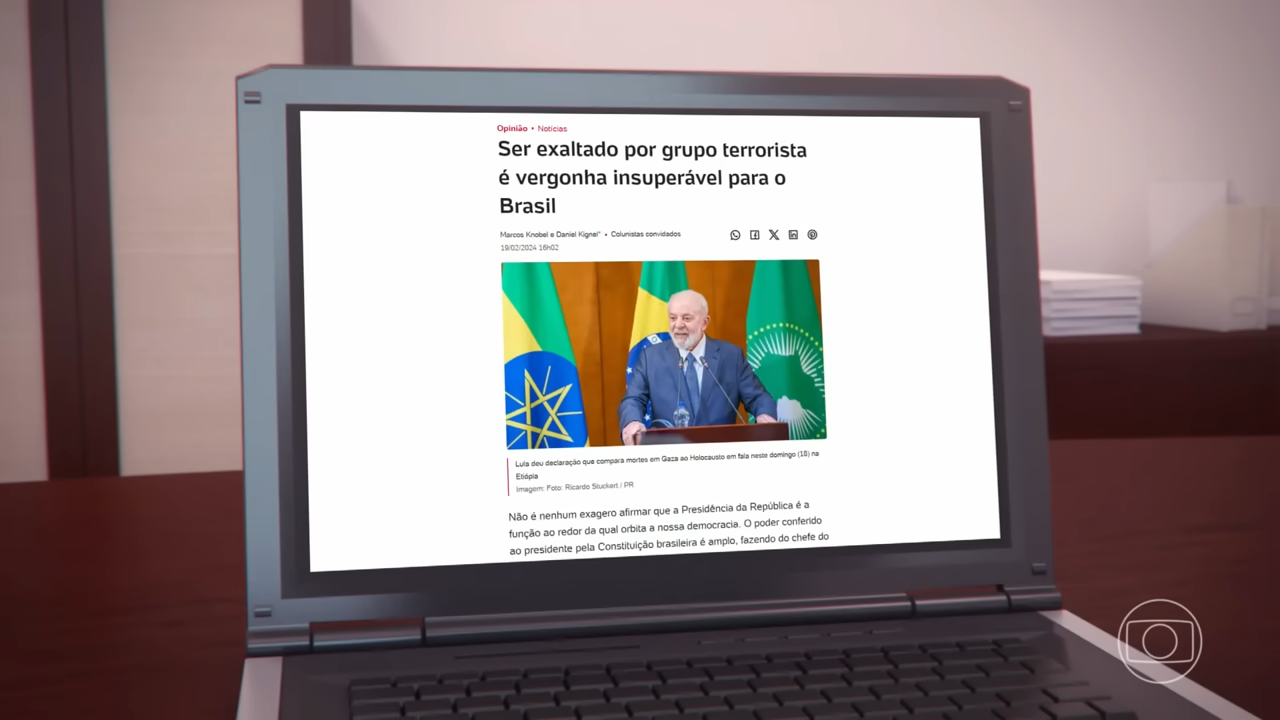 Opinião • Notícias
Ser exaltado por grupo terrorista
é vergonha insuperável para o
Brasil
Marcos Knobel e Daniel Kignel* • Colunistas convidados
19/02/2024 16h02
Lula deu declaração que compara mortes em Gaza ao Holocausto em fala neste domingo (18) na
Etiópia
Imagem: Foto: Ricardo Stuckert / PR
Não é nenhum exagero afirmar que a Presidência da República é a
função ao redor da qual orbita a nossa democracia. O poder conferido
ao presidente pela Constituição brasileira é amplo, fazendo do chefe do